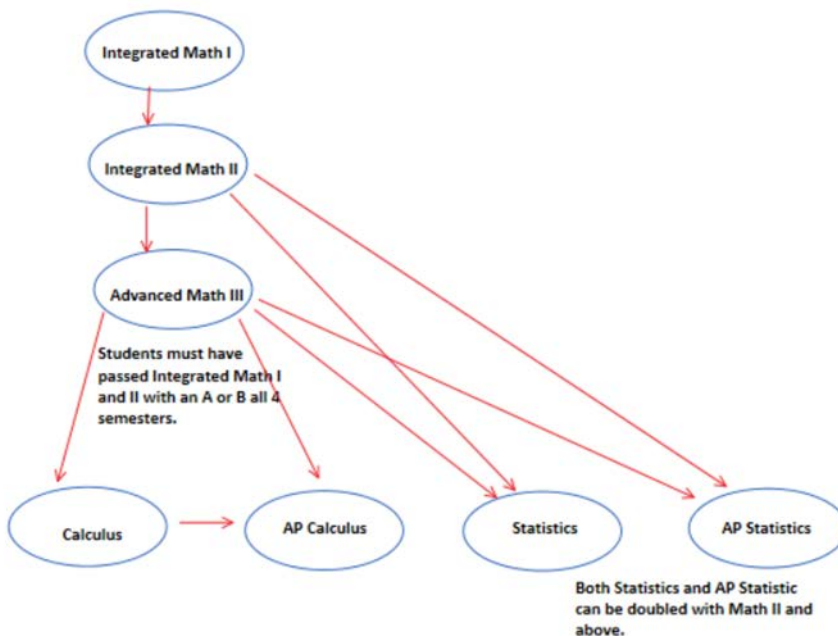 Integrated Math I
Integrated Math II
Advanced Math III
Students must have
passed Integrated Math I
and II with an A or B all 4
semesters.
Calculus
AP Calculus
Statistics
AP Statistics
Both Statistics and AP Statistic
can be doubled with Math II and
above.